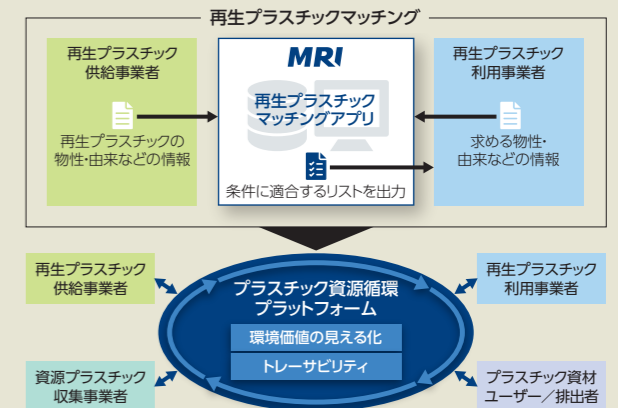 再生プラスチックマッチング
再生プラスチック
供給事業者
再生プラスチックの
物性・由来などの情報
MRI
再生プラスチック
マッチングアプリ
条件に適合するリストを出力
再生プラスチック
利用事業者
求める物性・
由来などの情報
再生プラスチック
供給事業者
プラスチック資源循環
プラットフォーム
環境価値の見える化
トレーサビリティ
再生プラスチック
利用事業者
資源プラスチック
収集事業者
プラスチック資材
ユーザー／排出者